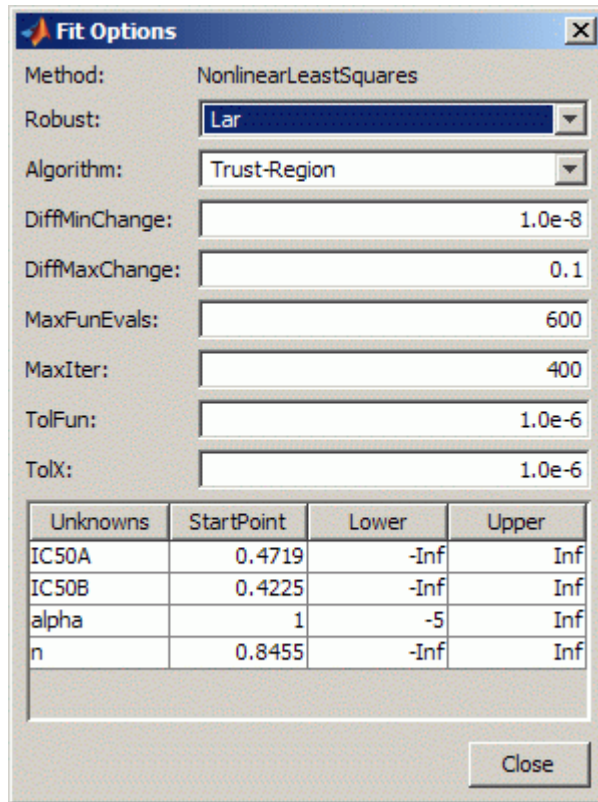 Fit Options
Method: NonlinearLeastSquares
Robust: Lar
Algorithm: Trust-Region
DiffMinChange: 1.0e-8
DiffMaxChange: 0.1
MaxFunEvals: 600
MaxIter: 400
TolFun: 1.0e-6
TolX: 1.0e-6
Unknowns StartPoint Lower Upper
IC50A 0.4719 -Inf Inf
IC50B 0.4225 -Inf Inf
alpha 1 -5 Inf
n 0.8455 -Inf Inf
Close